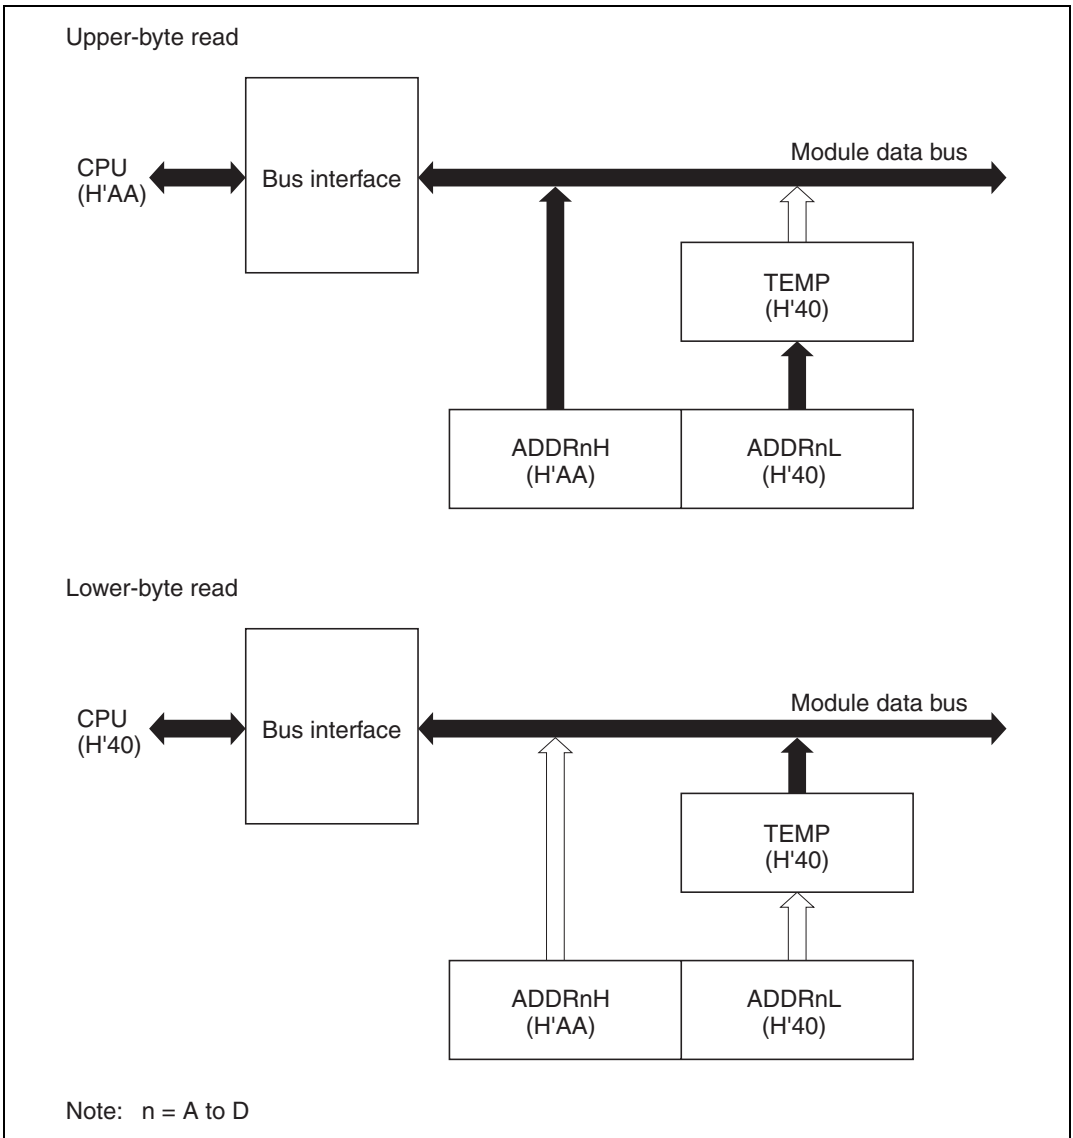 Upper-byte read
Module data bus
CPU
(H'AA)
Bus interface
TEMP
(H'40)
ADDRnH
(H'AA)
ADDRnL
(H'40)
Lower-byte read
Module data bus
CPU
(H'40)
Bus interface
TEMP
(H'40)
ADDRnH
(H'AA)
ADDRnL
(H'40)
Note: n = A to D